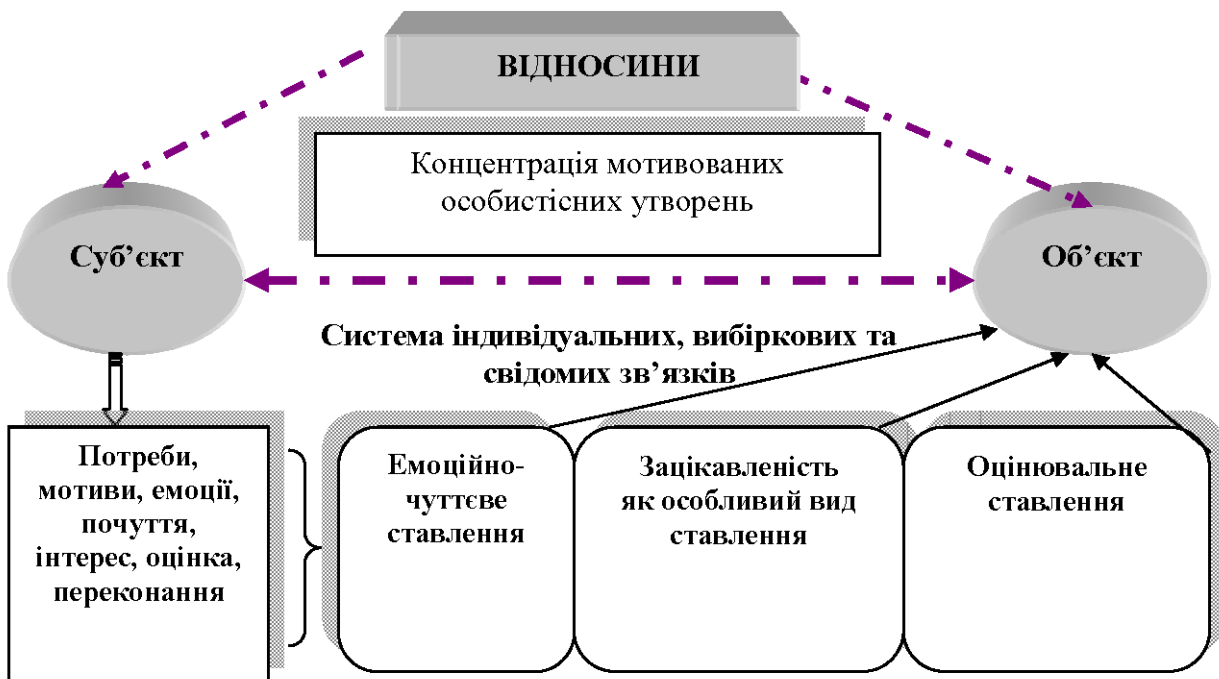 ВІДНОСИНИ
Концентрація мотивованих
особистісних утворень
Суб’єкт
Об’єкт
Система індивідуальних, вибіркових та
свідомих зв’язків
Потреби,
мотиви, емоції,
почуття,
інтерес, оцінка,
переконання
Емоційно-
чуттєве
ставлення
Зацікавленість
як особливий вид
ставлення
Оцінювальне
ставлення